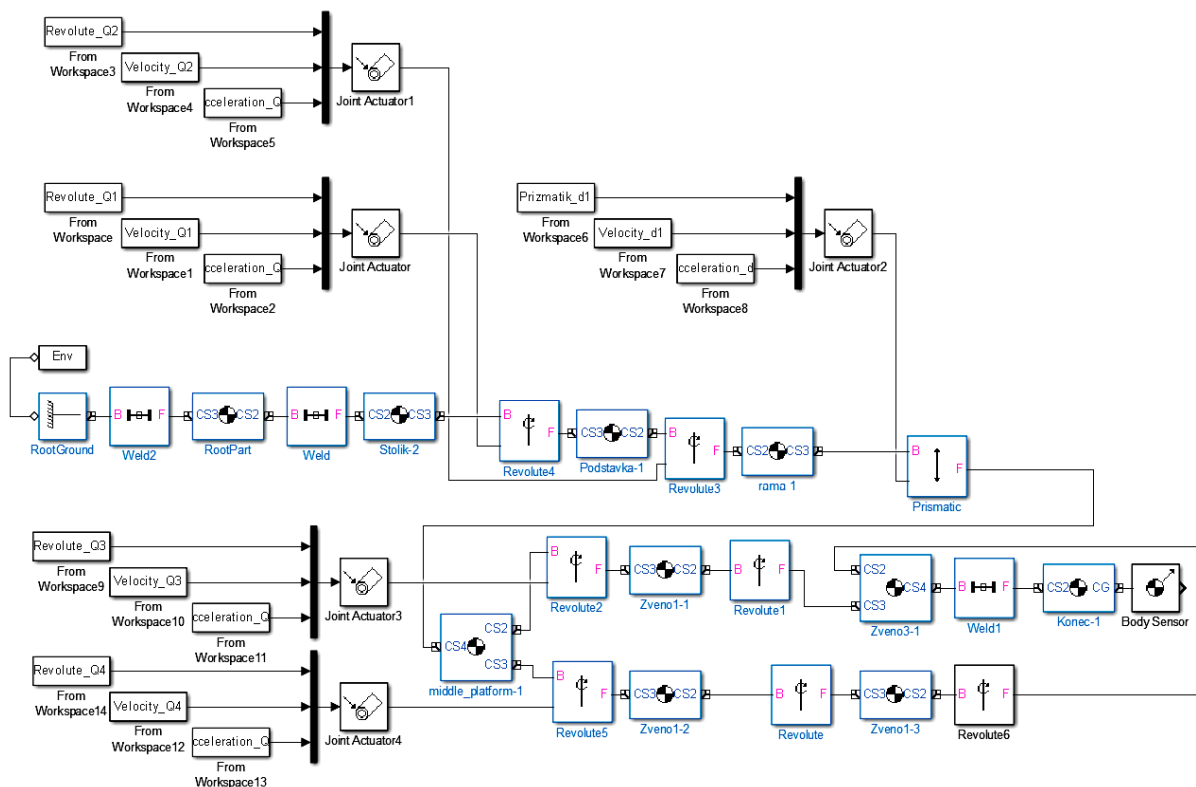 Revolute_Q2
From
Workspace3
Velocity_Q2
From
Workspace4
cceleration_Q
From
Workspace5
Joint Actuator1
Revolute_Q1
From
Workspace
Velocity_Q1
From
Workspace1
cceleration_Q
From
Workspace2
Joint Actuator
Prizmatik_d1
From
Workspace6
Velocity_d1
From
Workspace7
cceleration_d
From
Workspace8
Joint Actuator2
Env
RootGround
B F
Weld2
CS3 CS2
RootPart
B F
Weld
CS2 CS3
Stolik-2
B
F
Revolute4
CS3 CS2
Podstavka-1
B
F
Revolute3
CS2 CS3
rama 1
B
F
Prismatic
Revolute_Q3
From
Workspace9
Velocity_Q3
From
Workspace10
cceleration_Q
From
Workspace11
Joint Actuator3
Revolute_Q4
From
Workspace14
Velocity_Q4
From
Workspace12
cceleration_Q
From
Workspace13
Joint Actuator4
CS2
CS4
CS3
middle_platform-1
B
F
Revolute2
CS3 CS2
Zveno1-1
B F
Revolute1
CS2
CS4
CS3
Zveno3-1
B F
Weld1
CS2 CG
Konec-1
Body Sensor
B
F
Revolute5
CS3 CS2
Zveno1-2
B F
Revolute
CS3 CS2
Zveno1-3
B F
Revolute6